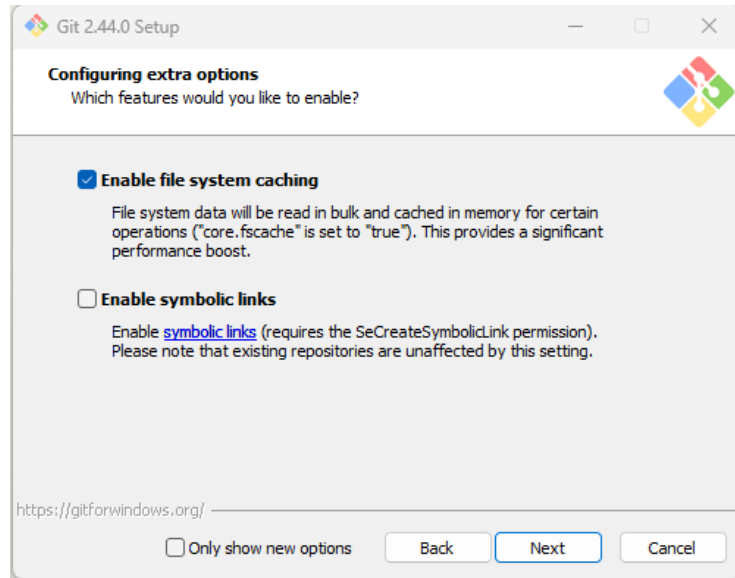 Git 2.44.0 Setup
Configuring extra options
Which features would you like to enable?
Enable file system caching
File system data will be read in bulk and cached in memory for certain
operations ("core.fscache" is set to "true"). This provides a significant
performance boost.
Enable symbolic links
Enable symbolic links (requires the SeCreateSymbolicLink permission).
Please note that existing repositories are unaffected by this setting.
https://gitforwindows.org/
Only show new options
Back
Next
Cancel